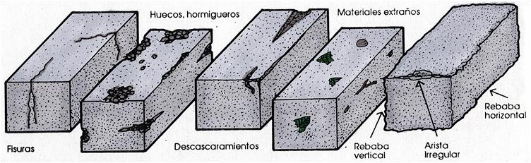 Huecos, hormigueros
Materiales extraños
Fisuras
Descascaramientos
Rebaba
vertical
Arista
Irregular
Rebaba
horizontal